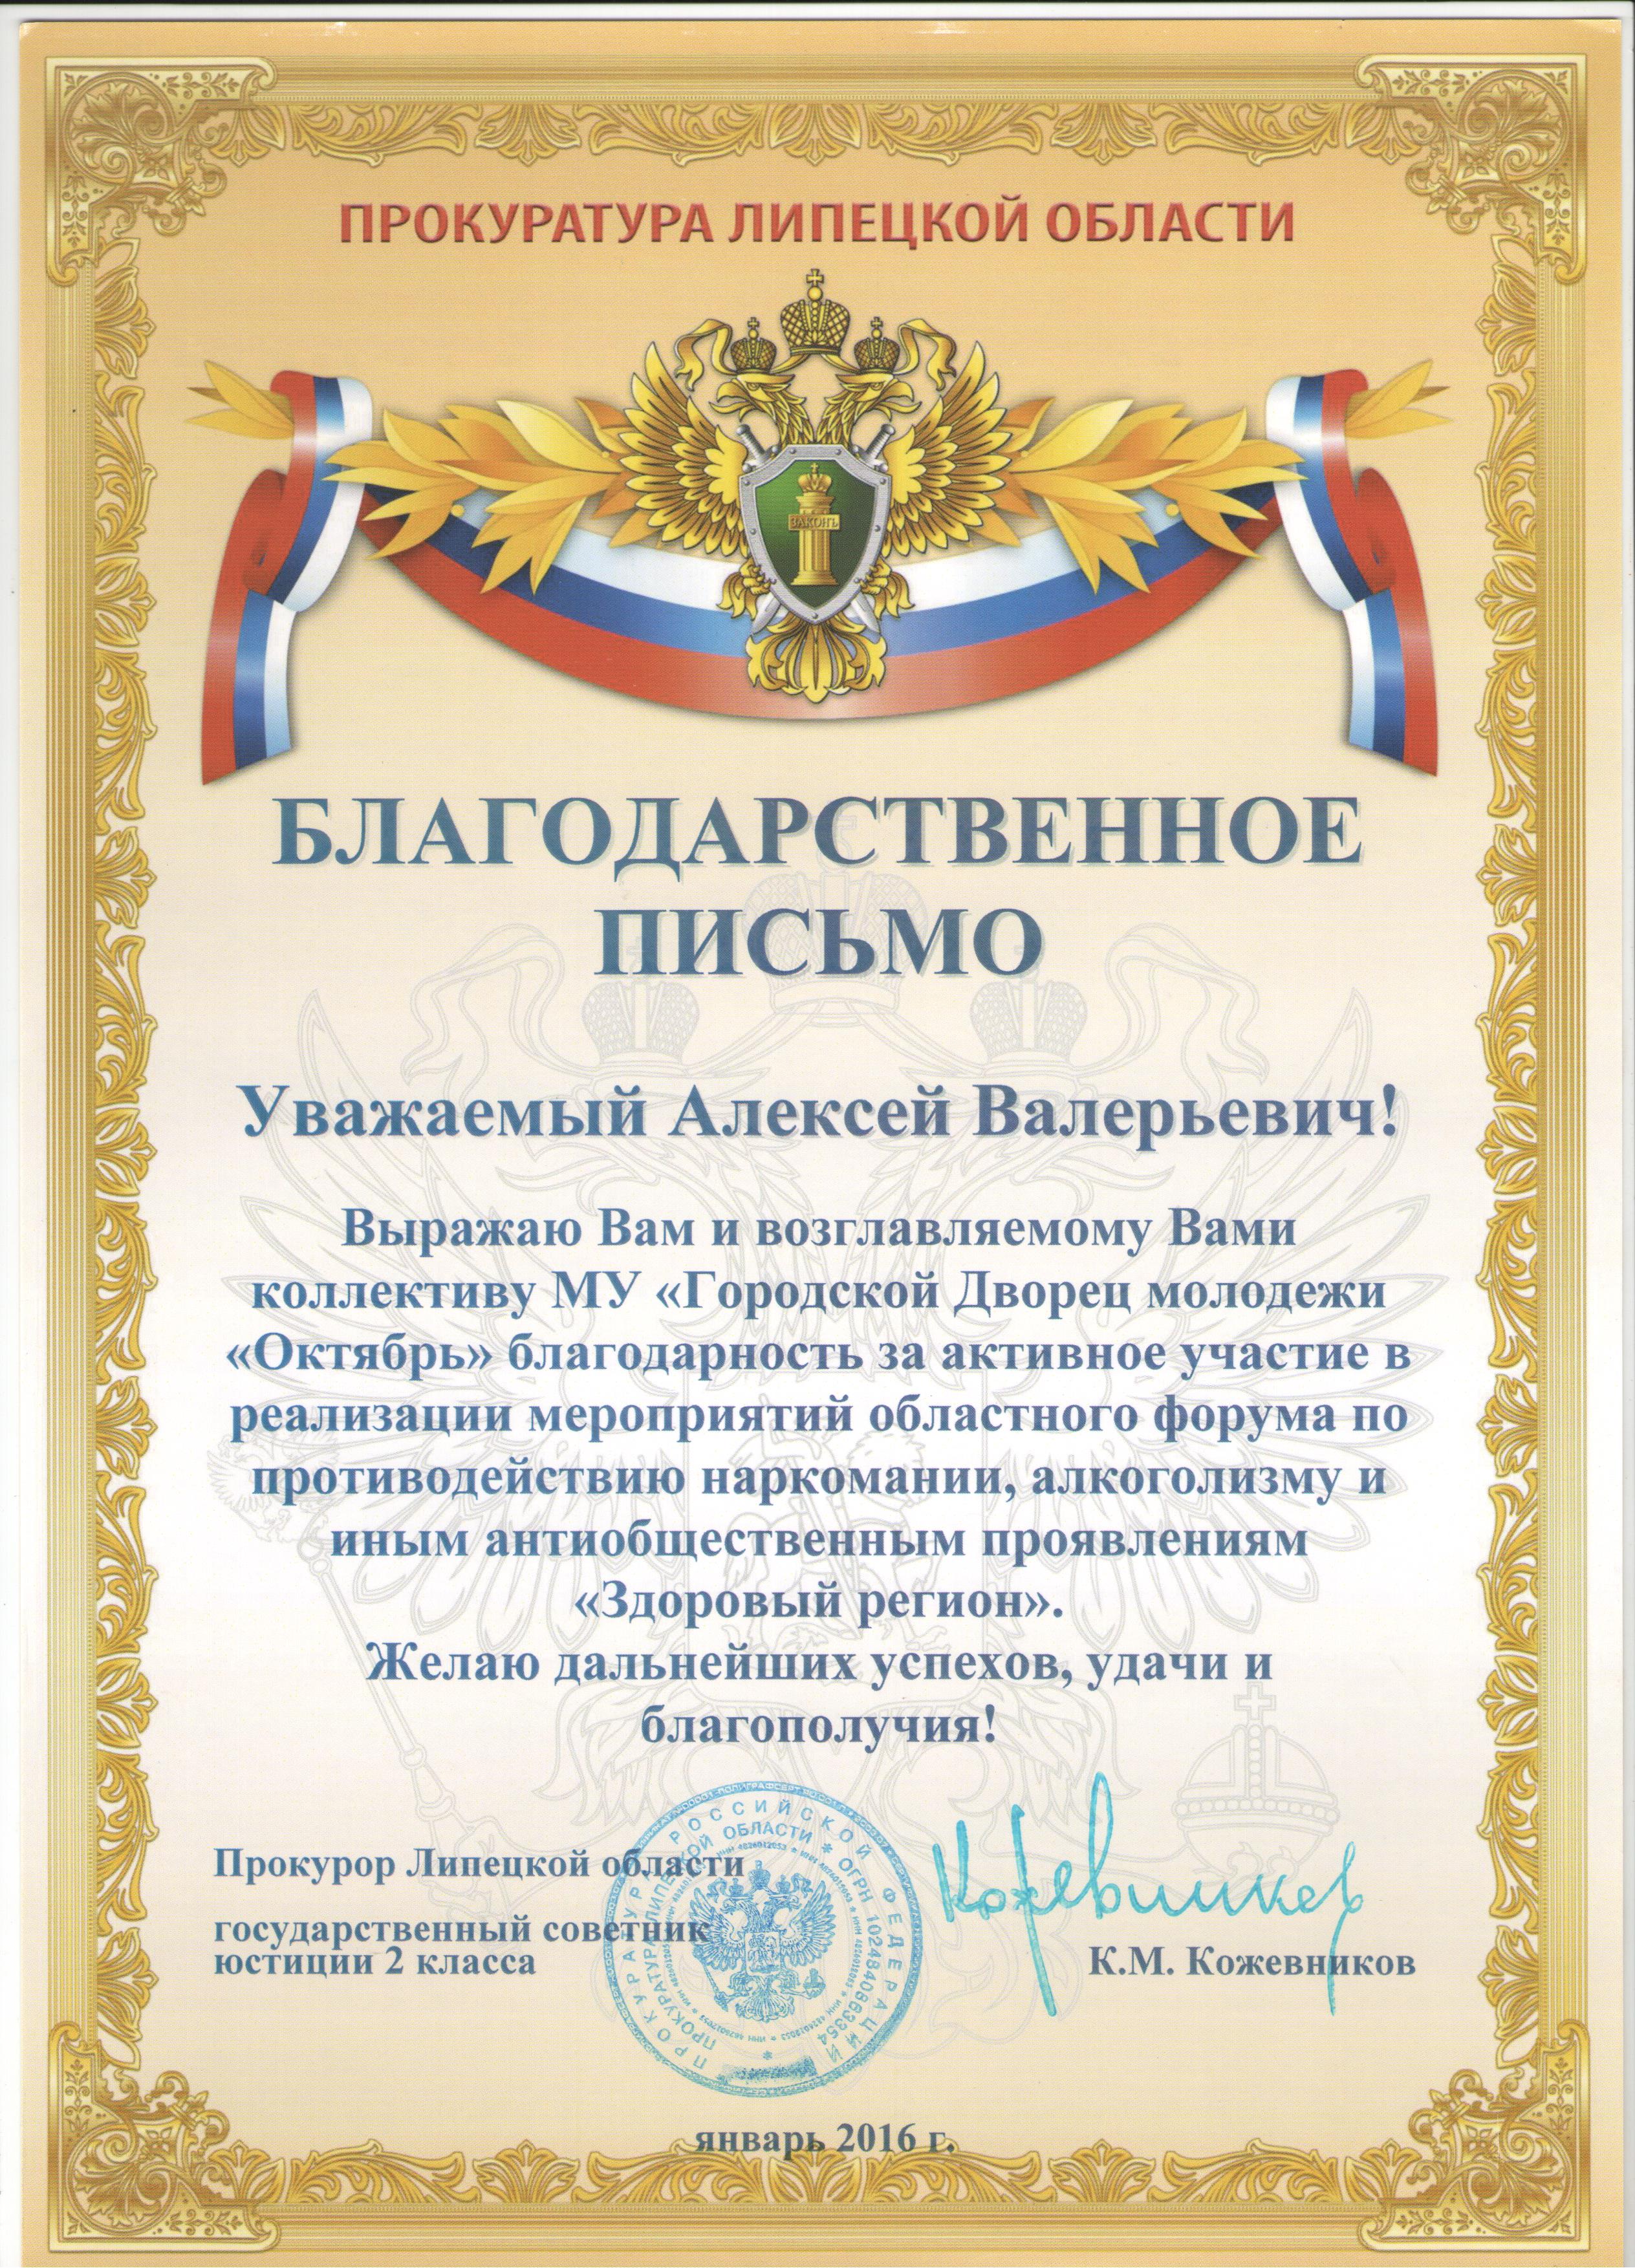 ПРОКУРАТУРА ЛИПЕЦКОЙ ОБЛАСТИ
ЗАКОНЪ
БЛАГОДАРСТВЕННОЕ
ПИСЬМО
Уважаемый Алексей Валерьевич!
Выражаю Вам и возглавляемому Вами
коллективу МУ «Городской Дворец молодежи
«Октябрь» благодарность за активное участие в
реализации мероприятий областного форума по
противодействию наркомании, алкоголизму и
иным антиобщественным проявлениям
«Здоровый регион».
Желаю дальнейших успехов, удачи и
благополучия!
Прокурор Липецкой области
государственный советник
юстиции 2 класса
Кожевников
К.М. Кожевников
ПРОКУРАТУРА РОССИЙСКОЙ ФЕДЕРАЦИИ
ПРОКУРАТУРА ЛИПЕЦКОЙ ОБЛАСТИ * ОГРН 1024840863354 *
январь 2016 г.